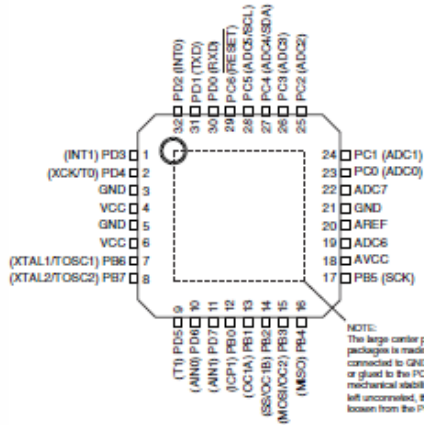 PD2 (INT0)
PD1 (TXD)
PD0 (RXD)
PC6 (RESET)
PC5 (ADC5/SCL)
PC4 (ADC4/SDA)
PC3 (ADC3)
PC2 (ADC2)
32 31 30 29 28 27 26 25
(INT1) PD3 1
(XCK/T0) PD4 2
GND 3
VCC 4
GND 5
VCC 6
(XTAL1/TOSC1) PB6 7
(XTAL2/TOSC2) PB7 8
24 PC1 (ADC1)
23 PC0 (ADC0)
22 ADC7
21 GND
20 AREF
19 ADC6
18 AVCC
17 PB5 (SCK)
9 10 11 12 13 14 15 16
(T1) PD5
(AIN0) PD6
(AIN1) PD7
(ICP1) PB0
(OC1A) PB1
(SS/OC1B) PB2
(MOSI/OC2) PB3
(MISO) PB4
NOTE:
The large center p
packages is made
connected to GN
or glued to the PC
mechanical stabili
left unconneted, t
loosen from the P